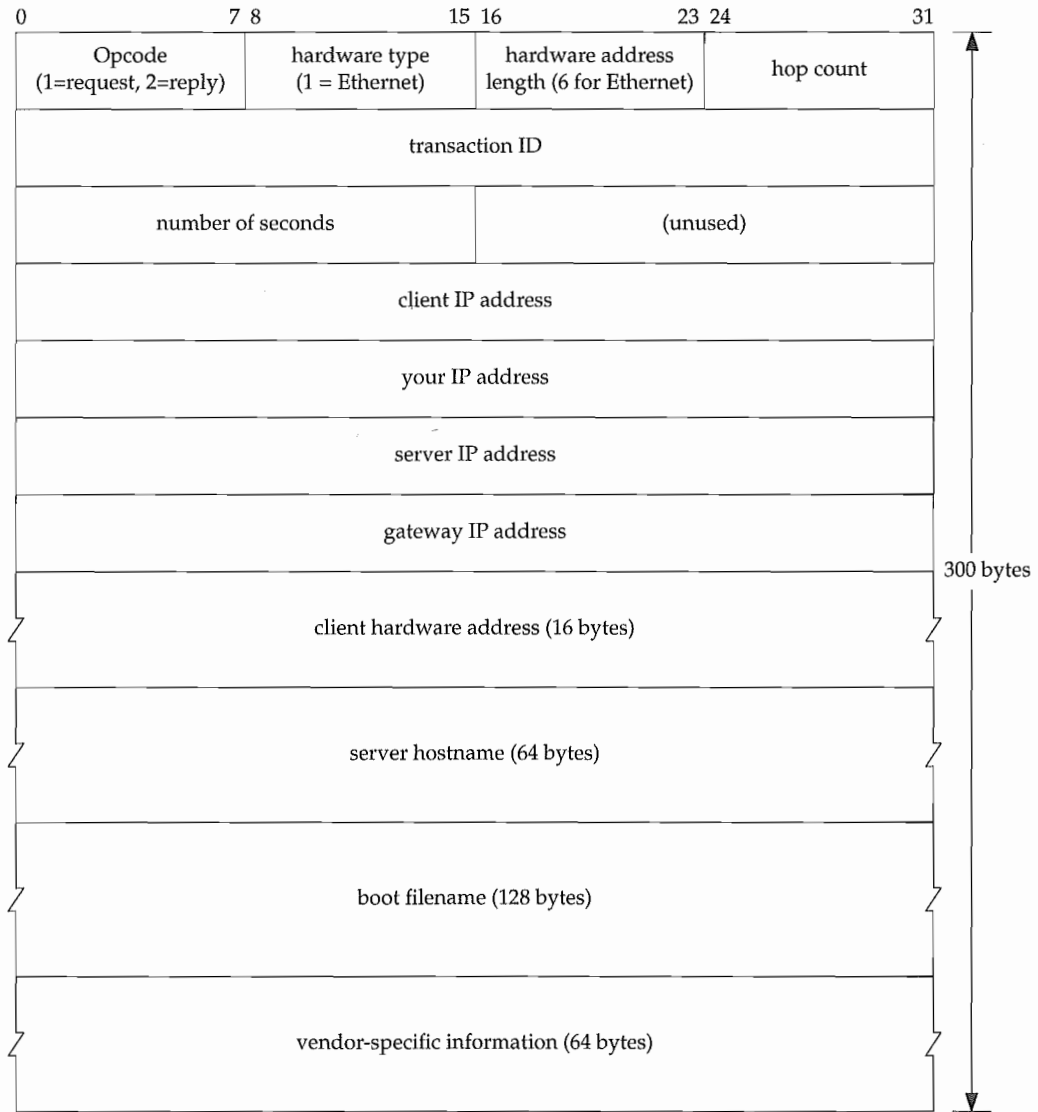 0 7 8 15 16 23 24 31
Opcode
(1=request, 2=reply)
hardware type
(1 = Ethernet)
hardware address
length (6 for Ethernet)
hop count
transaction ID
number of seconds
(unused)
client IP address
your IP address
server IP address
gateway IP address
300 bytes
client hardware address (16 bytes)
server hostname (64 bytes)
boot filename (128 bytes)
vendor-specific information (64 bytes)